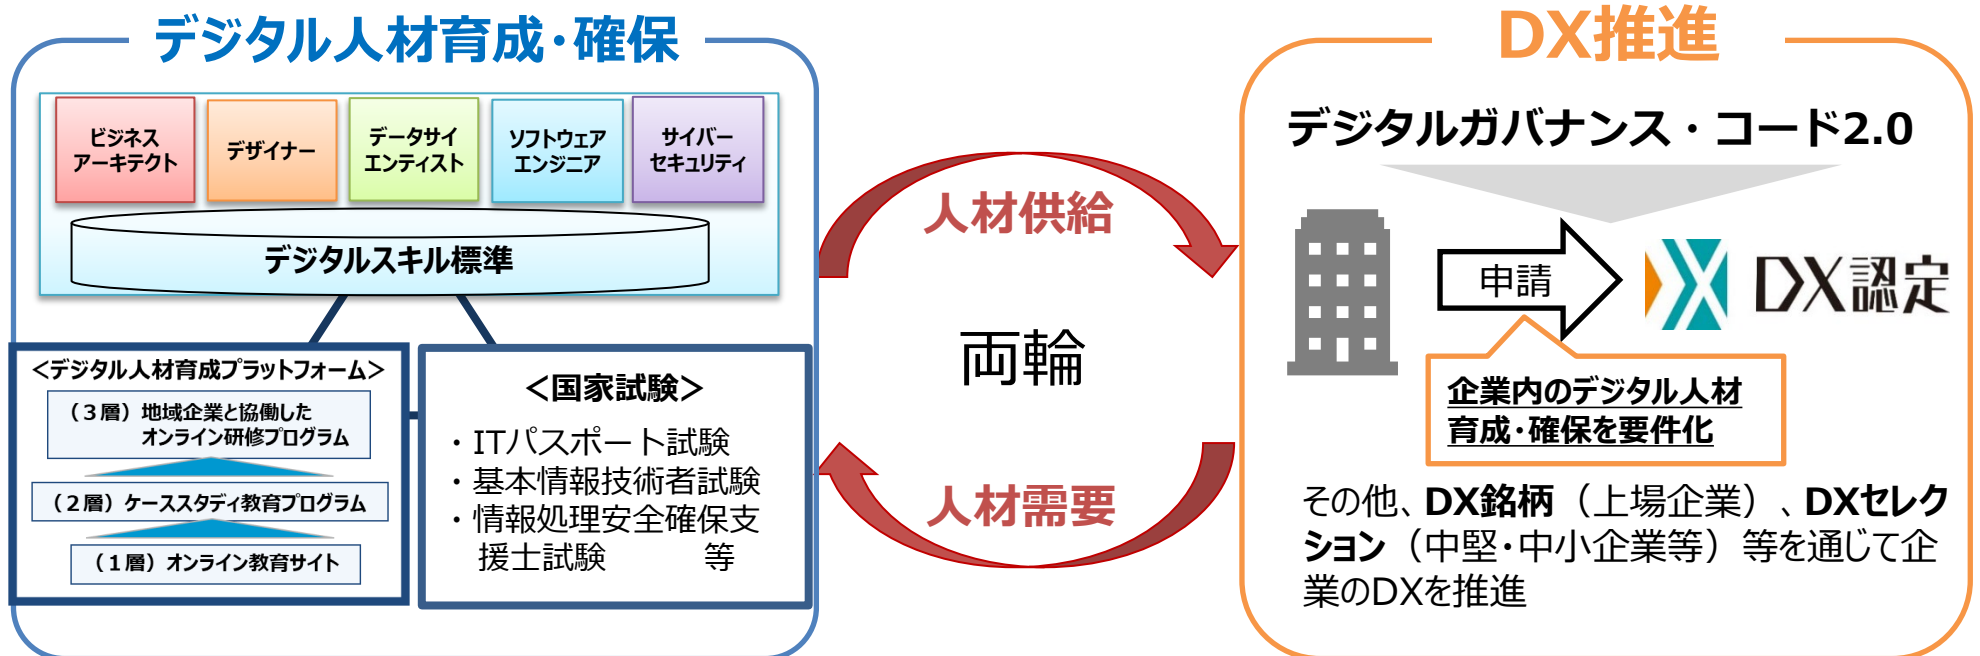 デジタル人材育成・確保
ビジネス
アーキテクト
デザイナー
データサイ
エンティスト
ソフトウェア
エンジニア
サイバー
セキュリティ
デジタルスキル標準
<デジタル人材育成プラットフォーム>
（３層）地域企業と協働した
オンライン研修プログラム
（２層）ケーススタディ教育プログラム
（１層）オンライン教育サイト
<国家試験>
・ITパスポート試験
・基本情報技術者試験
・情報処理安全確保支
援士試験 等
人材供給
両輪
人材需要
DX推進
デジタルガバナンス・コード2.0
申請
DX認定
企業内のデジタル人材
育成・確保を要件化
その他、DX銘柄（上場企業）、DXセレク
ション（中堅・中小企業等）等を通じて企
業のDXを推進